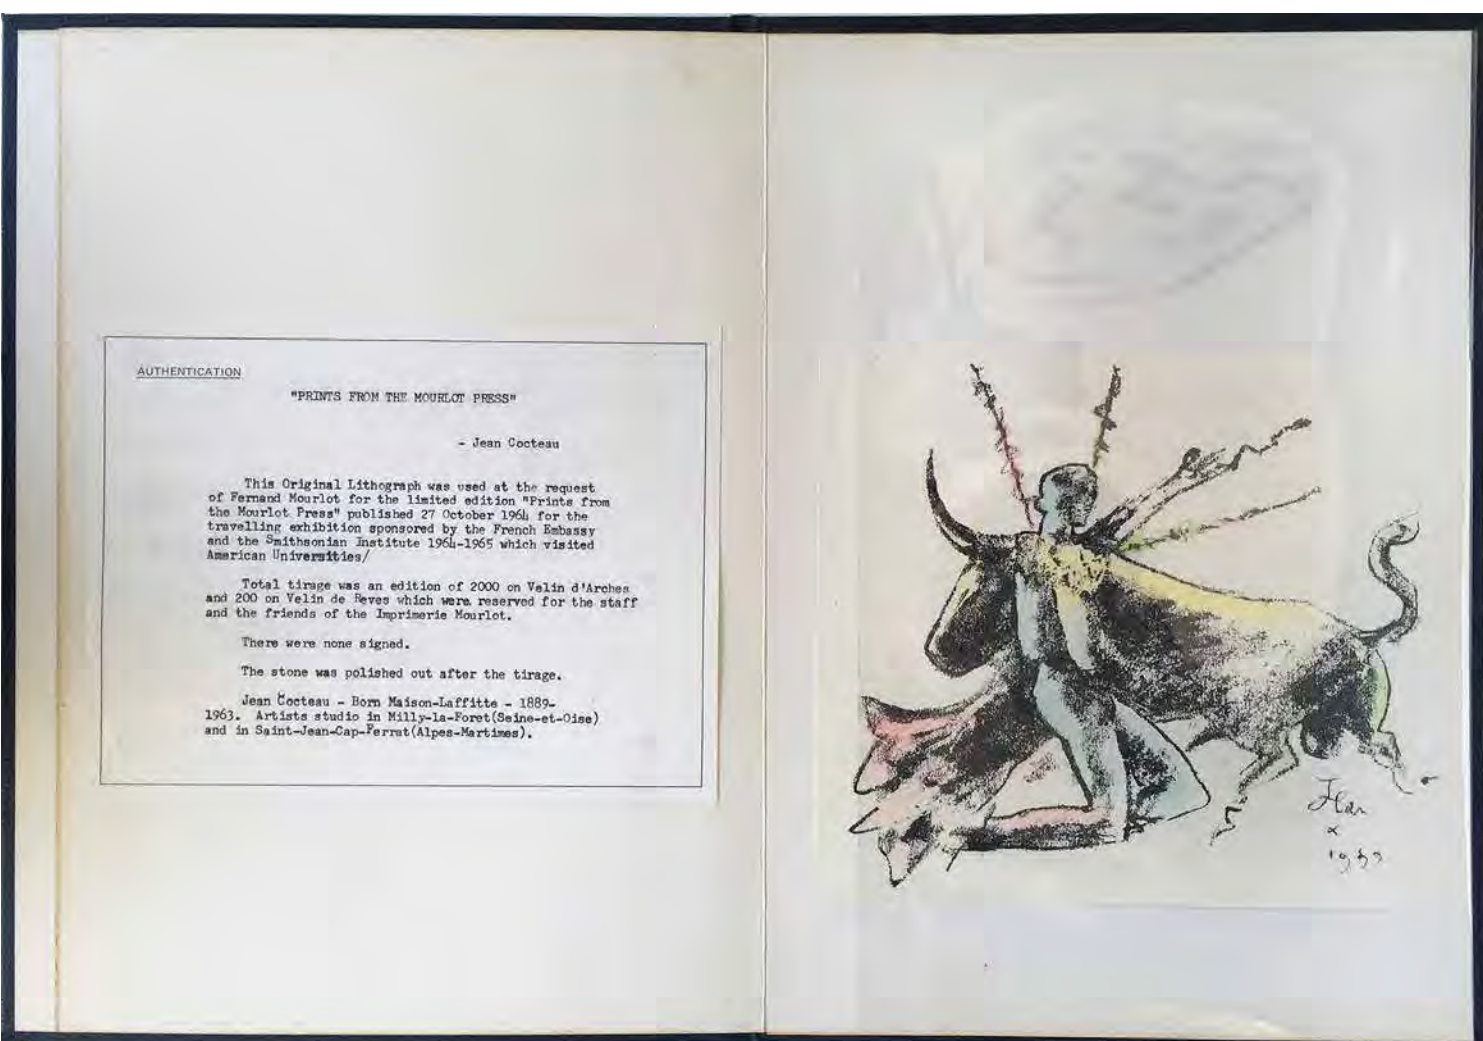 AUTHENTICATION
"PRINTS FROM THE MOURLOT PRESS"
- Jean Cocteau
This Original Lithograph was used at the request
of Fernand Mourlot for the limited edition "Prints from
the Mourlot Press" published 27 October 1964 for the
travelling exhibition sponsored by the French Embassy
and the Smithsonian Institute 1964-1965 which visited
American Universities/
Total tirage was an edition of 2000 on Velin d'Arches
and 200 on Velin de Reves which were reserved for the staff
and the friends of the Imprimerie Mourlot.
There were none signed.
The stone was polished out after the tirage.
Jean Cocteau - Born Maison-Laffitte - 1889-
1963. Artists studio in Milly-la-Foret(Seine-et-Oise)
and in Saint-Jean-Cap-Ferrat(Alpes-Martimes).